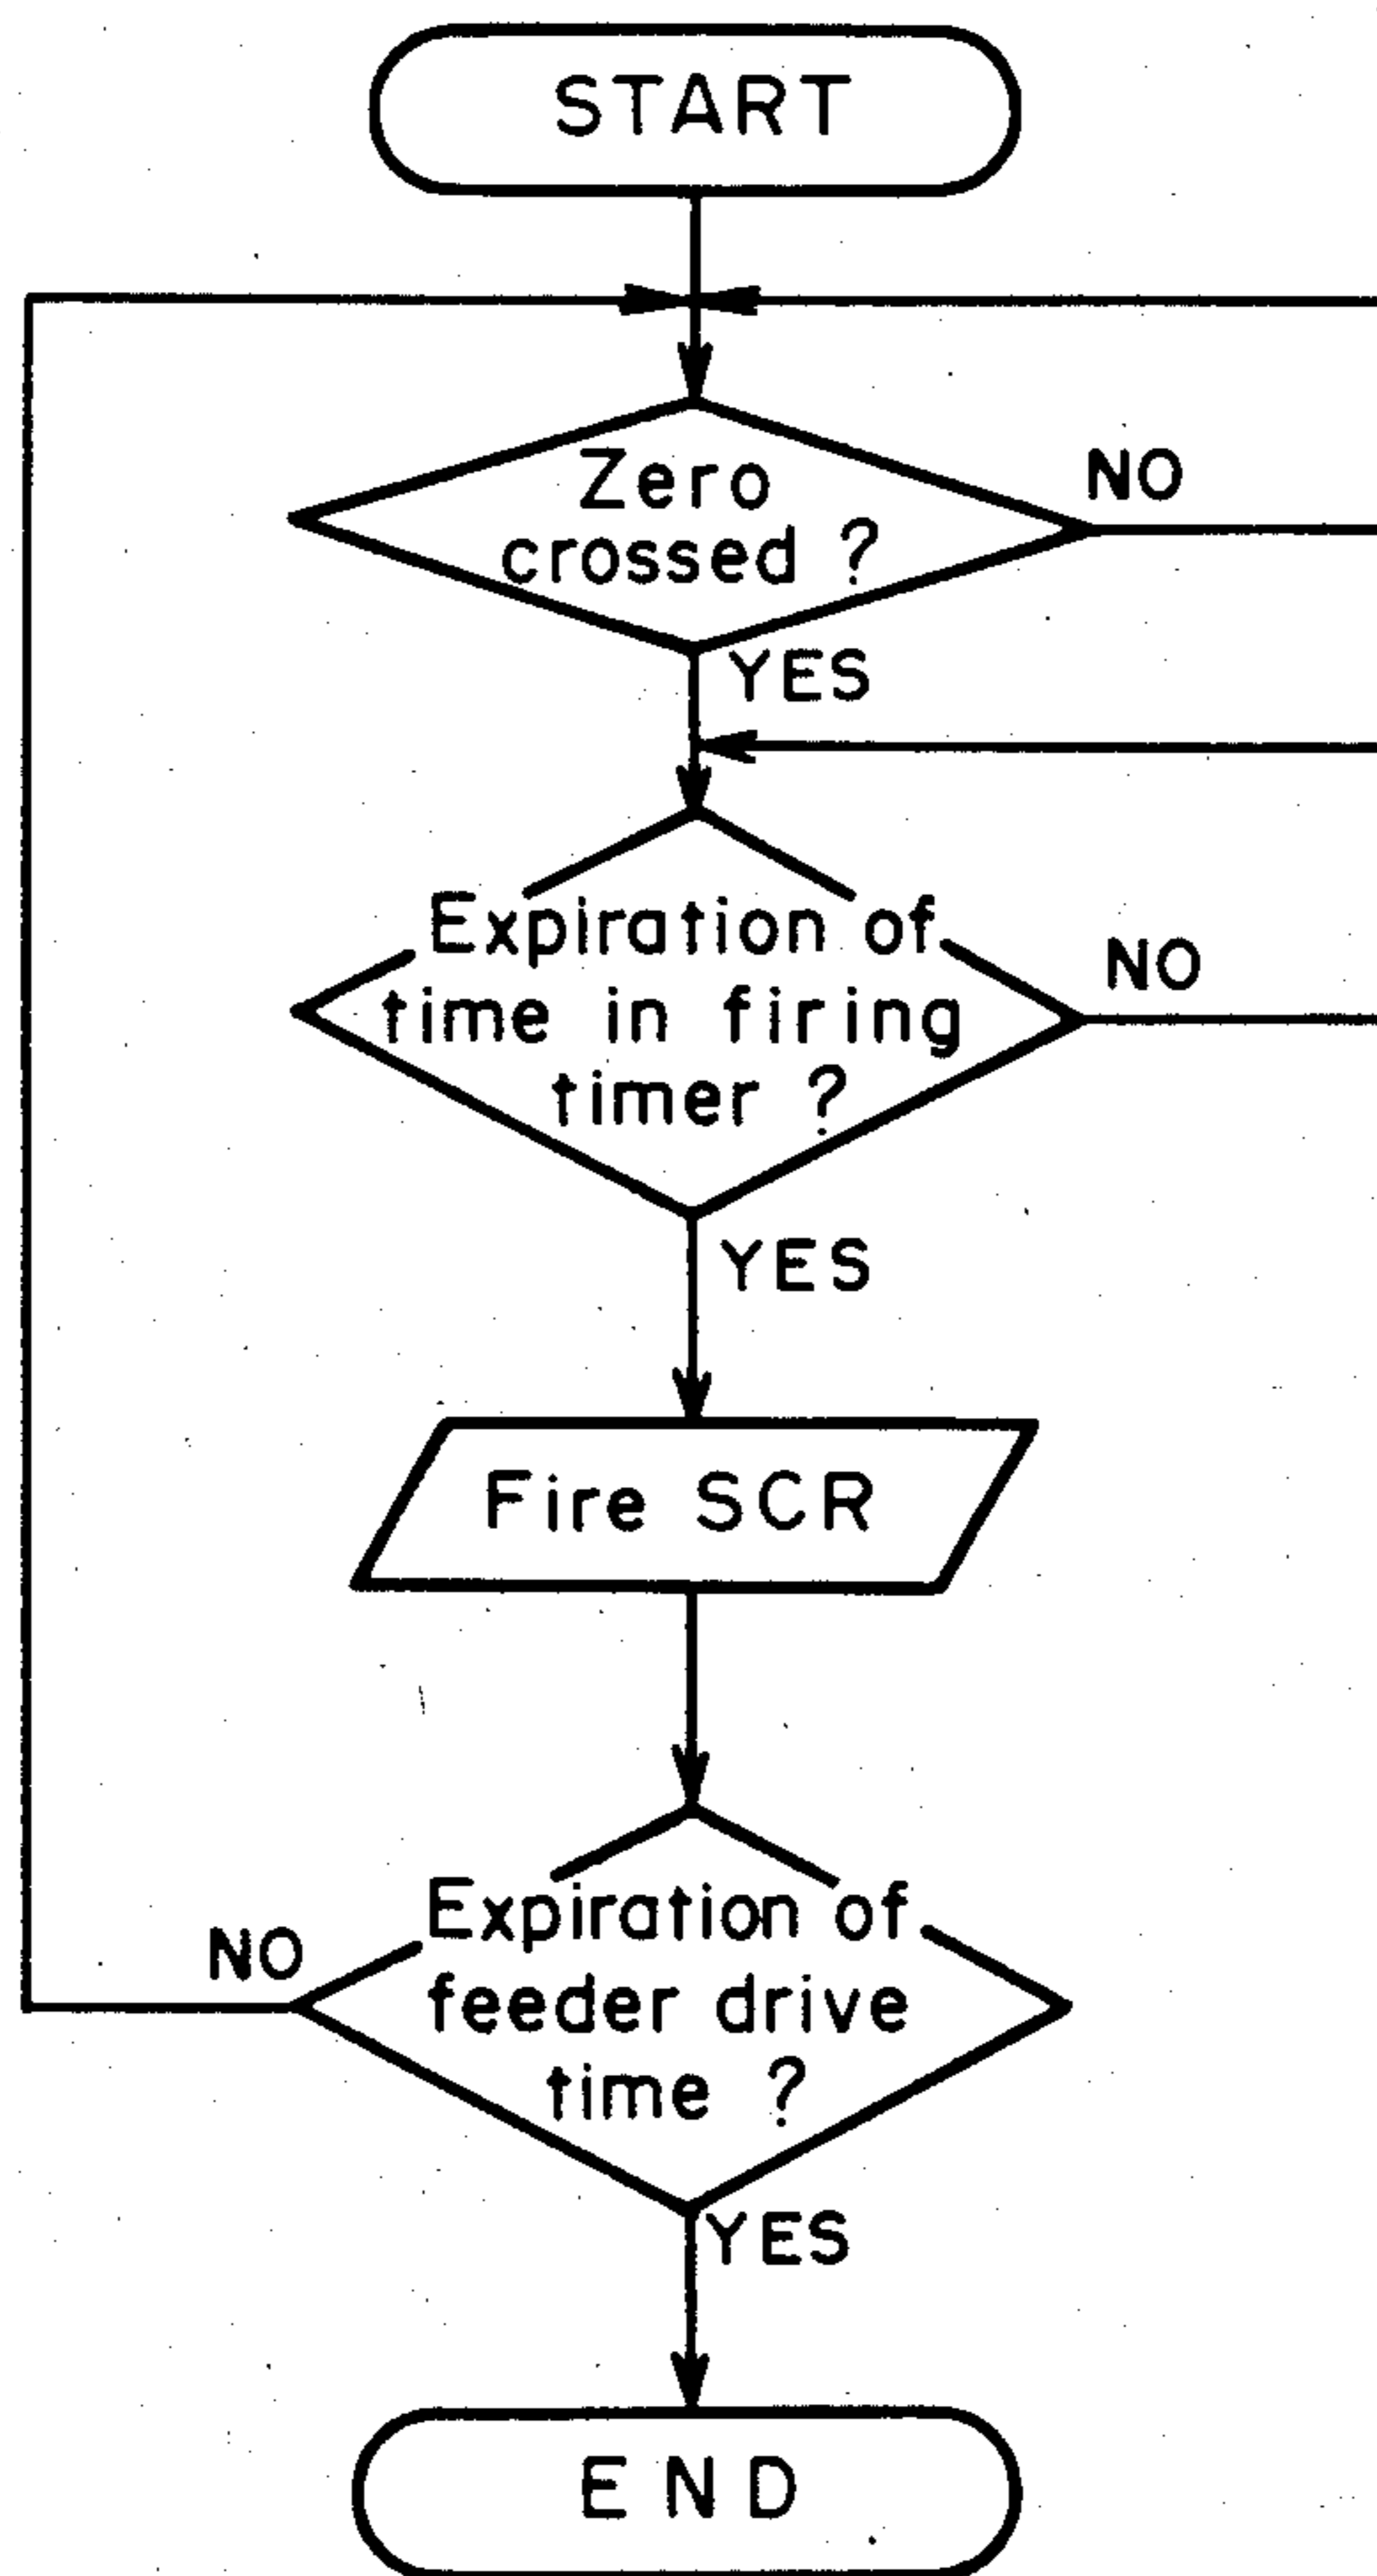 START
Zero
crossed ?
NO
YES
Expiration of
time in firing
timer ?
NO
YES
Fire SCR
Expiration of
feeder drive
time ?
NO
YES
END